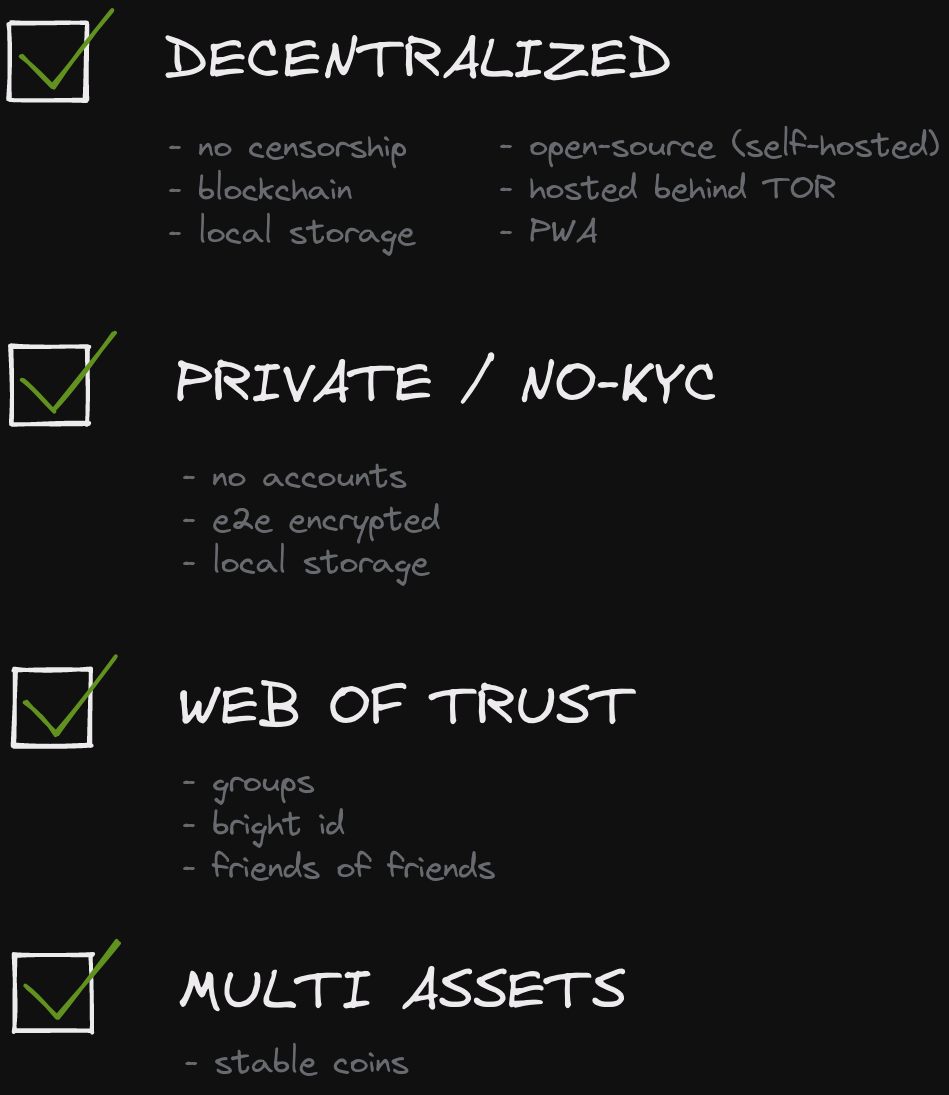 DECENTRALIZED
- no censorship
- blockchain
- local storage
- open-source (self-hosted)
- hosted behind TOR
- PWA
PRIVATE / NO-KYC
- no accounts
- e2e encrypted
- local storage
WEB OF TRUST
- groups
- bright id
- friends of friends
MULTI ASSETS
- stable coins